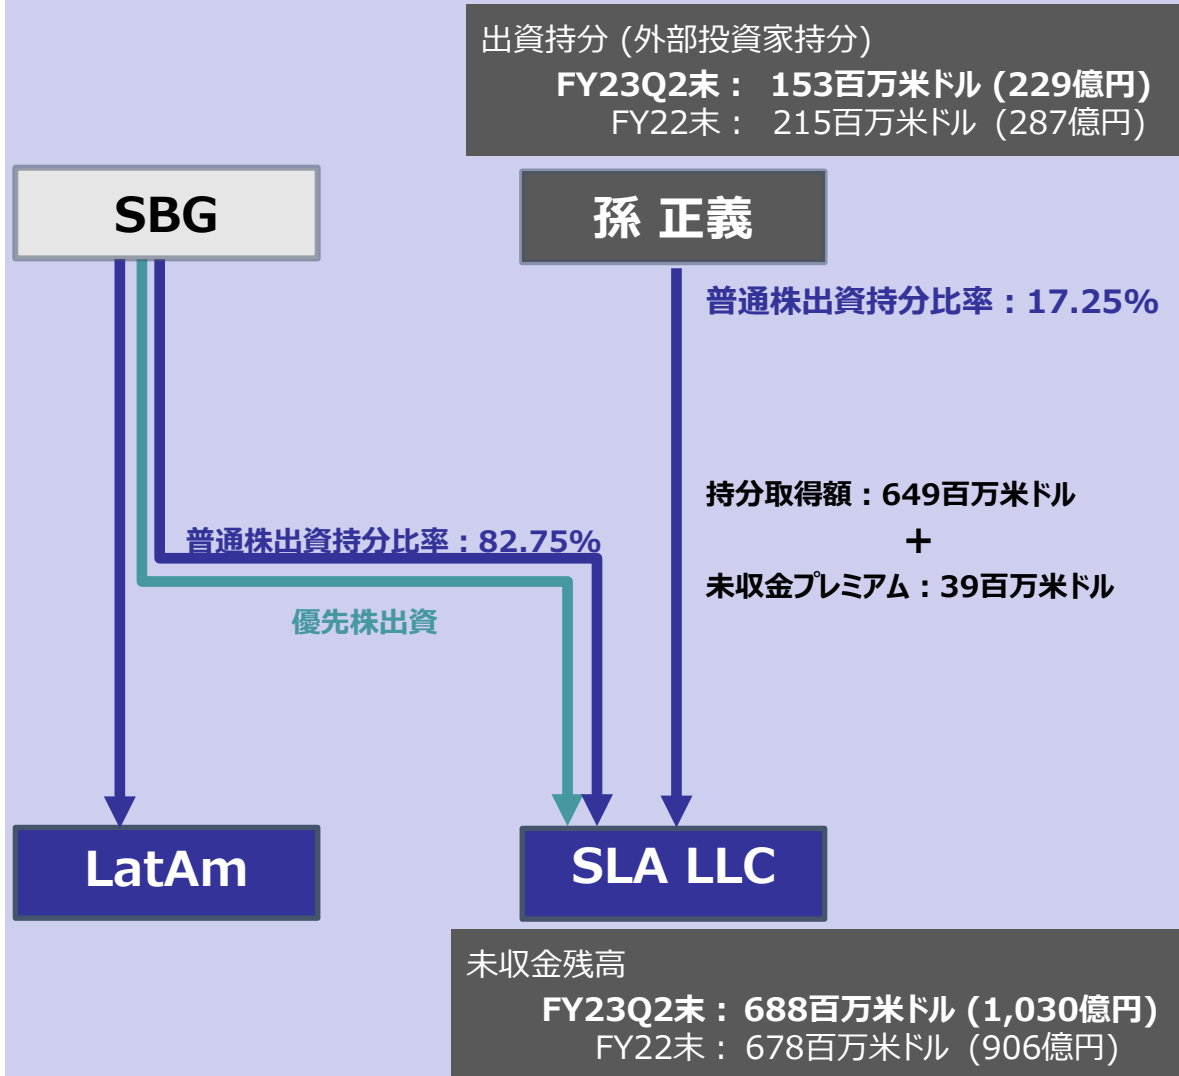 出資持分 (外部投資家持分)
FY23Q2末： 153百万米ドル (229億円)
FY22末： 215百万米ドル (287億円)
SBG
孫 正義
普通株出資持分比率：17.25%
持分取得額：649百万米ドル
+
普通株出資持分比率：82.75%
未収金プレミアム：39百万米ドル
優先株出資
LatAm
SLA LLC
未収金残高
FY23Q2末： 688百万米ドル (1,030億円)
FY22末： 678百万米ドル (906億円)